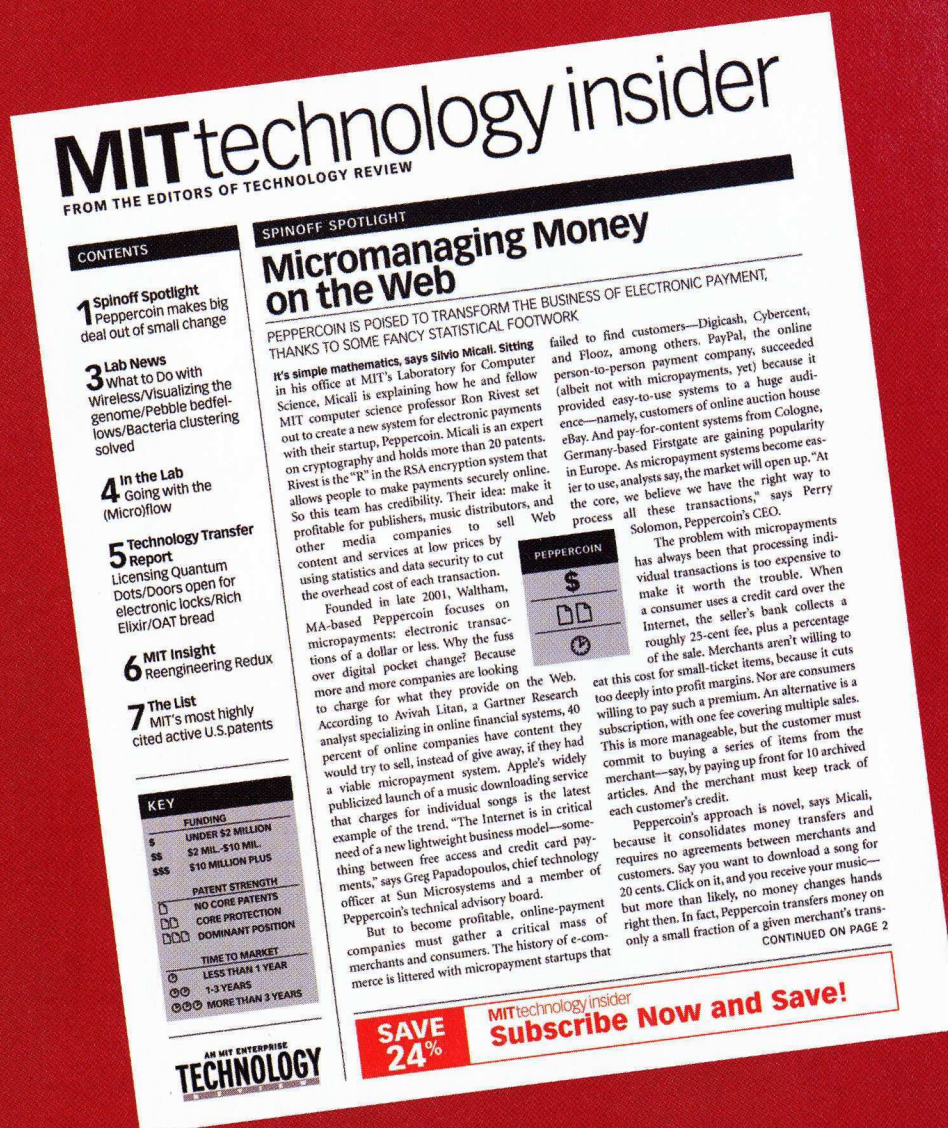 MIT technology insider
FROM THE EDITORS OF TECHNOLOGY REVIEW
CONTENTS
1 Spinoff Spotlight
Peppercoin makes big
deal out of small change
3 Lab News
What to Do with
Wireless/Visualizing the
genome/Pebble bedfel-
lows/Bacteria clustering
solved
4 In the Lab
Going with the
(Micro)flow
5 Technology Transfer
Report
Licensing Quantum
Dots/Doors open for
electronic locks/Rich
Elixir/OAT bread
6 MIT Insight
Reengineering Redux
7 The List
MIT's most highly
cited active U.S.patents
KEY
FUNDING
$ UNDER $2 MILLION
$$ $2 MIL.-$10 MIL.
$$$ $10 MILLION PLUS
PATENT STRENGTH
NO CORE PATENTS
CORE PROTECTION
DOMINANT POSITION
TIME TO MARKET
LESS THAN 1 YEAR
1-3 YEARS
MORE THAN 3 YEARS
AN MIT ENTERPRISE
TECHNOLOGY
SPINOFF SPOTLIGHT
Micromanaging Money
on the Web
PEPPERCOIN IS POISED TO TRANSFORM THE BUSINESS OF ELECTRONIC PAYMENT,
THANKS TO SOME FANCY STATISTICAL FOOTWORK
It's simple mathematics, says Silvio Micali. Sitting
in his office at MIT's Laboratory for Computer
Science, Micali is explaining how he and fellow
MIT computer science professor Ron Rivest set
out to create a new system for electronic payments
with their startup, Peppercoin. Micali is an expert
on cryptography and holds more than 20 patents.
Rivest is the "R" in the RSA encryption system that
allows people to make payments securely online.
So this team has credibility. Their idea: make it
profitable for publishers, music distributors, and
other media companies to sell Web
content and services at low prices by
using statistics and data security to cut
the overhead cost of each transaction.
Founded in late 2001, Waltham,
MA-based Peppercoin focuses on
micropayments: electronic transac-
tions of a dollar or less. Why the fuss
over digital pocket change? Because
more and more companies are looking
to charge for what they provide on the Web.
According to Avivah Litan, a Gartner Research
analyst specializing in online financial systems, 40
percent of online companies have content they
would try to sell, instead of give away, if they had
a viable micropayment system. Apple's widely
publicized launch of a music downloading service
that charges for individual songs is the latest
example of the trend. "The Internet is in critical
need of a new lightweight business model—some-
thing between free access and credit card pay-
ments," says Greg Papadopoulos, chief technology
officer at Sun Microsystems and a member of
Peppercoin's technical advisory board.
But to become profitable, online-payment
companies must gather a critical mass of
merchants and consumers. The history of e-com-
merce is littered with micropayment startups that
failed to find customers—Digicash, Cybercent,
and Flooz, among others. PayPal, the online
person-to-person payment company, succeeded
(albeit not with micropayments, yet) because it
provided easy-to-use systems to a huge audi-
ence—namely, customers of online auction house
eBay. And pay-for-content systems from Cologne,
Germany-based Firstgate are gaining popularity
in Europe. As micropayment systems become eas-
ier to use, analysts say, the market will open up. "At
the core, we believe we have the right way to
process all these transactions," says Perry
Solomon, Peppercoin's CEO.
The problem with micropayments
has always been that processing indi-
vidual transactions is too expensive to
make it worth the trouble. When
a consumer uses a credit card over the
Internet, the seller's bank collects a
roughly 25-cent fee, plus a percentage
of the sale. Merchants aren't willing to
eat this cost for small-ticket items, because it cuts
too deeply into profit margins. Nor are consumers
willing to pay such a premium. An alternative is a
subscription, with one fee covering multiple sales.
This is more manageable, but the customer must
commit to buying a series of items from the
merchant—say, by paying up front for 10 archived
articles. And the merchant must keep track of
each customer's credit.
Peppercoin's approach is novel, says Micali,
because it consolidates money transfers and
requires no agreements between merchants and
customers. Say you want to download a song for
20 cents. Click on it, and you receive your music—
but more than likely, no money changes hands
right then. In fact, Peppercoin transfers money on
only a small fraction of a given merchant's trans-
CONTINUED ON PAGE 2
PEPPERCOIN
$
SAVE
24%
MIT technology insider
Subscribe Now and Save!